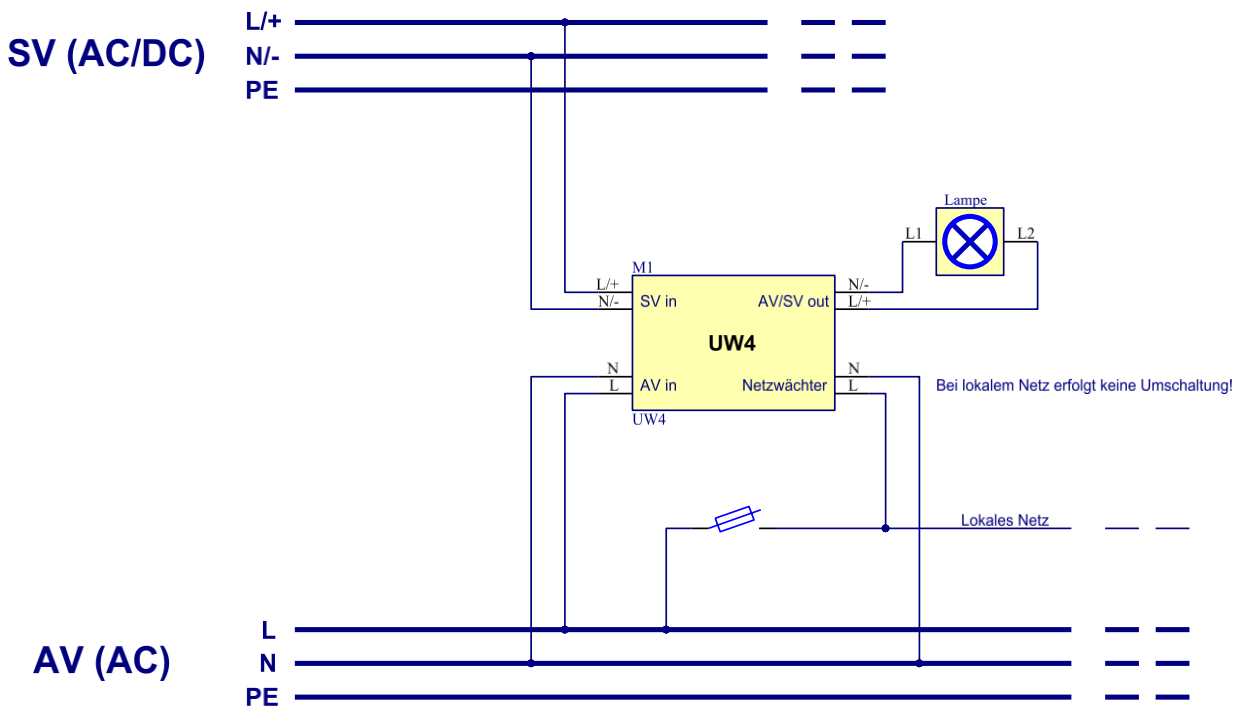 L/+
SV (AC/DC)
N/-
PE
Lampe
L1
L2
M1
L/+
N/-
N/-
L/+
SV in
AV/SV out
UW4
N
L
N
L
AV in
Netzwächter
Bei lokalem Netz erfolgt keine Umschaltung!
UW4
Lokales Netz
L
AV (AC)
N
PE